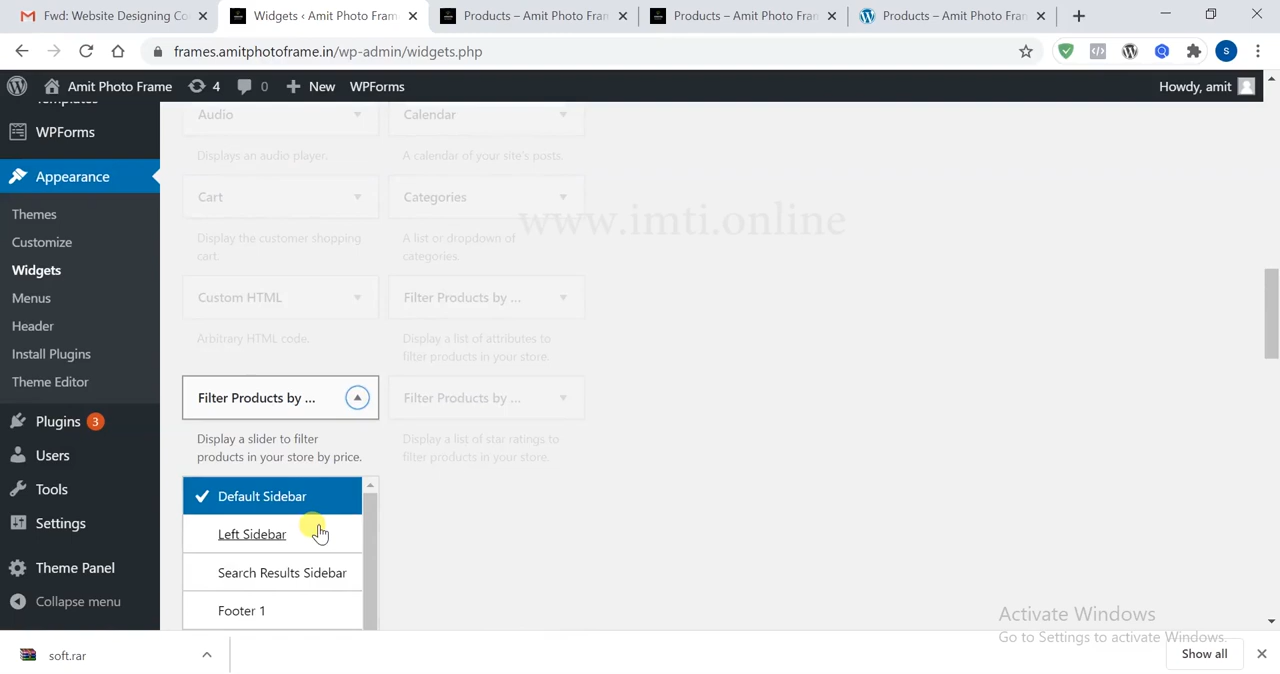 Fwd: Website Designing Co
Widgets ‹ Amit Photo Fram
Products – Amit Photo Fran
Products – Amit Photo Fran
Products – Amit Photo Fran
frames.amitphotoframe.in/wp-admin/widgets.php
S
Amit Photo Frame
4
0
New
WPForms
Howdy, amit
Templates
WPForms
Appearance
Themes
Customize
Widgets
Menus
Header
Install Plugins
Theme Editor
Plugins 3
Users
Tools
Settings
Theme Panel
Collapse menu
Audio
Calendar
Displays an audio player.
A calendar of your site's posts.
Cart
Categories
Display the customer shopping
cart.
A list or dropdown of
categories.
www.imti.online
Custom HTML
Filter Products by ...
Arbitrary HTML code.
Display a list of attributes to
filter products in your store.
Filter Products by ...
Filter Products by ...
Display a slider to filter
products in your store by price.
Display a list of star ratings to
filter products in your store.
Default Sidebar
Left Sidebar
Search Results Sidebar
Footer 1
Activate Windows
Go to Settings to activate Windows.
soft.rar
Show all